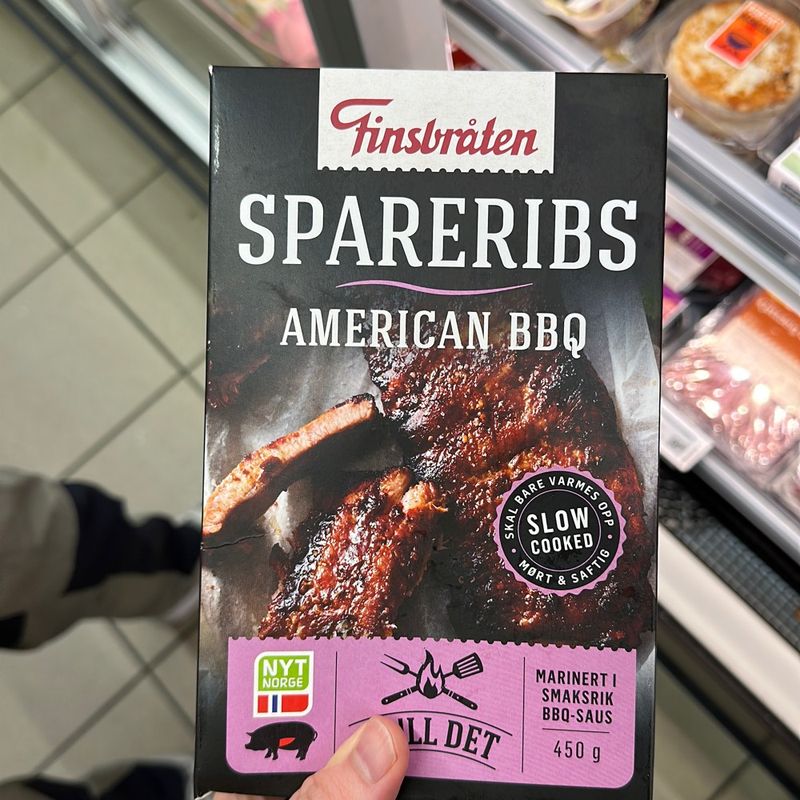 Finsbråten
SPARERIBS
AMERICAN BBQ
SKAL BARE VARMES OPP
SLOW
COOKED
MØRT & SAFTIG
NYT
NORGE
DET
MARINERT I
SMAKSRIK
BBQ-SAUS
450 g